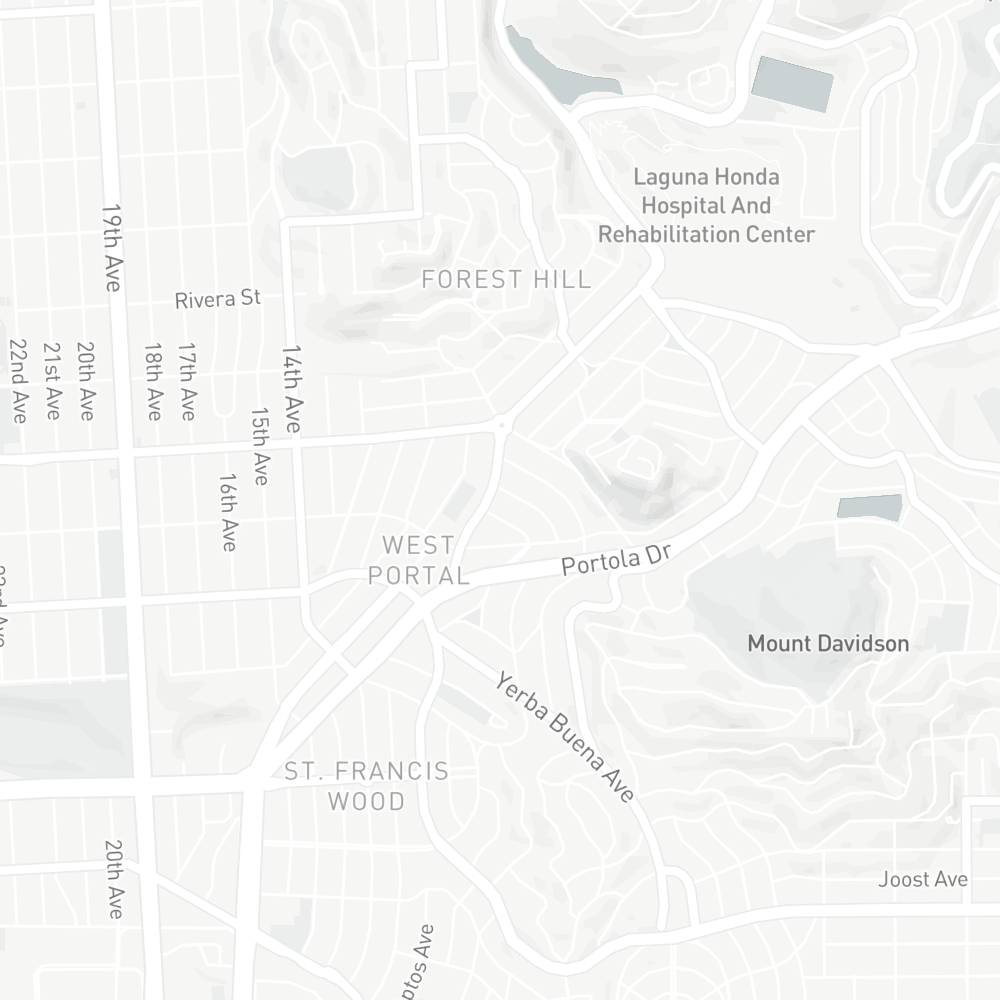 Laguna Honda
Hospital And
Rehabilitation Center
19th Ave
FOREST HILL
Rivera St
22nd Ave
21st Ave
20th Ave
18th Ave
17th Ave
14th Ave
15th Ave
16th Ave
WEST
PORTAL
Portola Dr
Mount Davidson
Yerba Buena Ave
ST. FRANCIS
WOOD
20th Ave
Joost Ave
ptos Ave